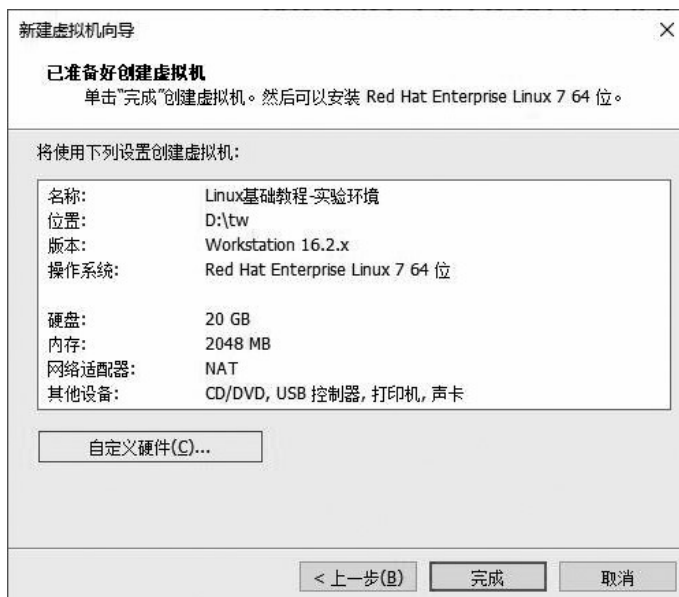 新建虚拟机向导
已准备好创建虚拟机
单击"完成"创建虚拟机。然后可以安装 Red Hat Enterprise Linux 7 64 位。
将使用下列设置创建虚拟机:
名称: Linux基础教程-实验环境
位置: D:\tw
版本: Workstation 16.2.x
操作系统: Red Hat Enterprise Linux 7 64 位
硬盘: 20 GB
内存: 2048 MB
网络适配器: NAT
其他设备: CD/DVD, USB 控制器, 打印机, 声卡
自定义硬件(C)...
< 上一步(B) 完成 取消